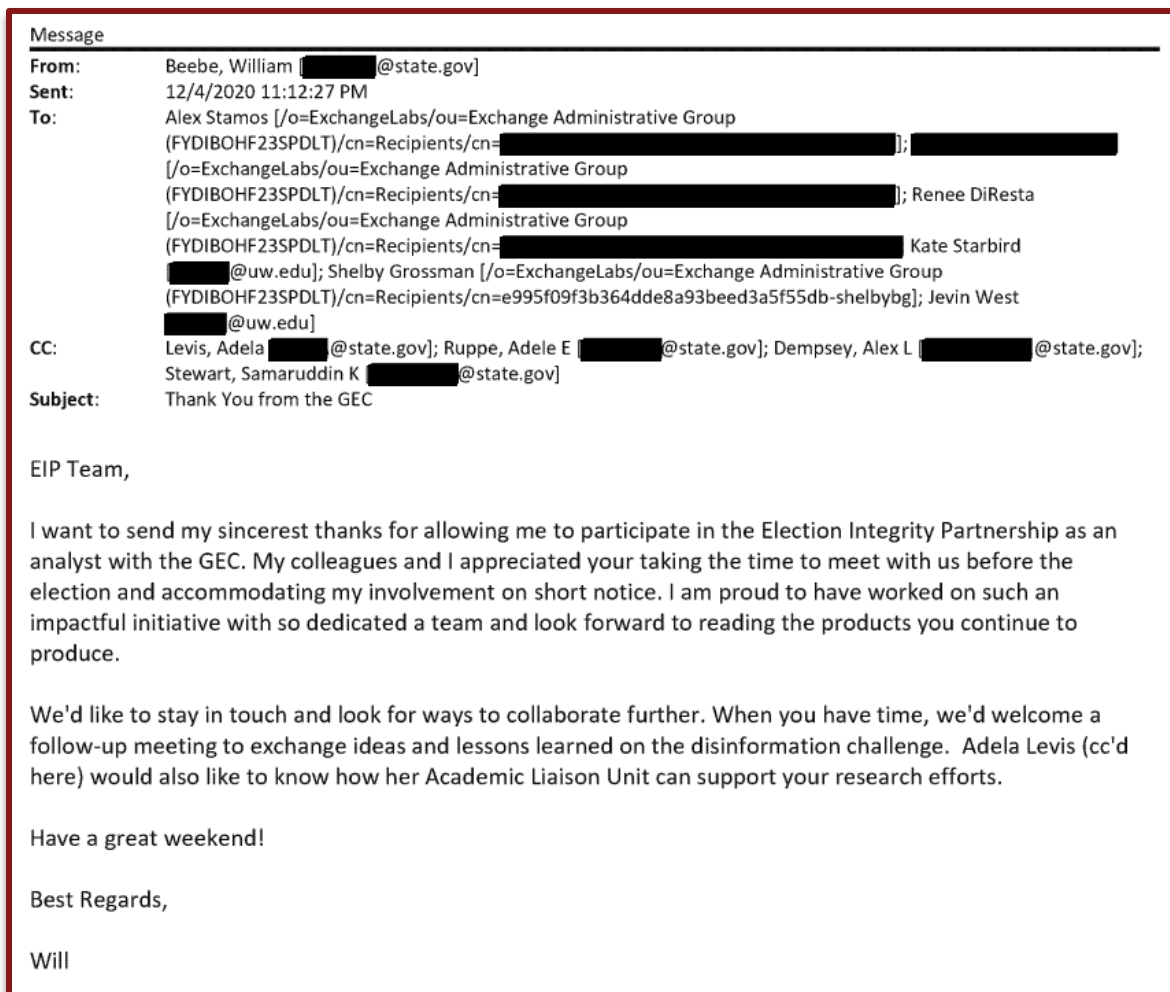 Message
From: Beebe, William [@state.gov]
Sent: 12/4/2020 11:12:27 PM
To: Alex Stamos [/o=ExchangeLabs/ou=Exchange Administrative Group
(FYDIBOHF23SPDLT)/cn=Recipients/cn=];
[/o=ExchangeLabs/ou=Exchange Administrative Group
(FYDIBOHF23SPDLT)/cn=Recipients/cn=]; Renee DiResta
[/o=ExchangeLabs/ou=Exchange Administrative Group
(FYDIBOHF23SPDLT)/cn=Recipients/cn= Kate Starbird
[@uw.edu]; Shelby Grossman [/o=ExchangeLabs/ou=Exchange Administrative Group
(FYDIBOHF23SPDLT)/cn=Recipients/cn=e995f09f3b364dde8a93beed3a5f55db-shelbybg]; Jevin West
@uw.edu]
CC: Levis, Adela @state.gov]; Ruppe, Adele E [@state.gov]; Dempsey, Alex L [@state.gov];
Stewart, Samaruddin K [@state.gov]
Subject: Thank You from the GEC
EIP Team,
I want to send my sincerest thanks for allowing me to participate in the Election Integrity Partnership as an
analyst with the GEC. My colleagues and I appreciated your taking the time to meet with us before the
election and accommodating my involvement on short notice. I am proud to have worked on such an
impactful initiative with so dedicated a team and look forward to reading the products you continue to
produce.
We'd like to stay in touch and look for ways to collaborate further. When you have time, we'd welcome a
follow-up meeting to exchange ideas and lessons learned on the disinformation challenge.  Adela Levis (cc'd
here) would also like to know how her Academic Liaison Unit can support your research efforts.
Have a great weekend!
Best Regards,
Will